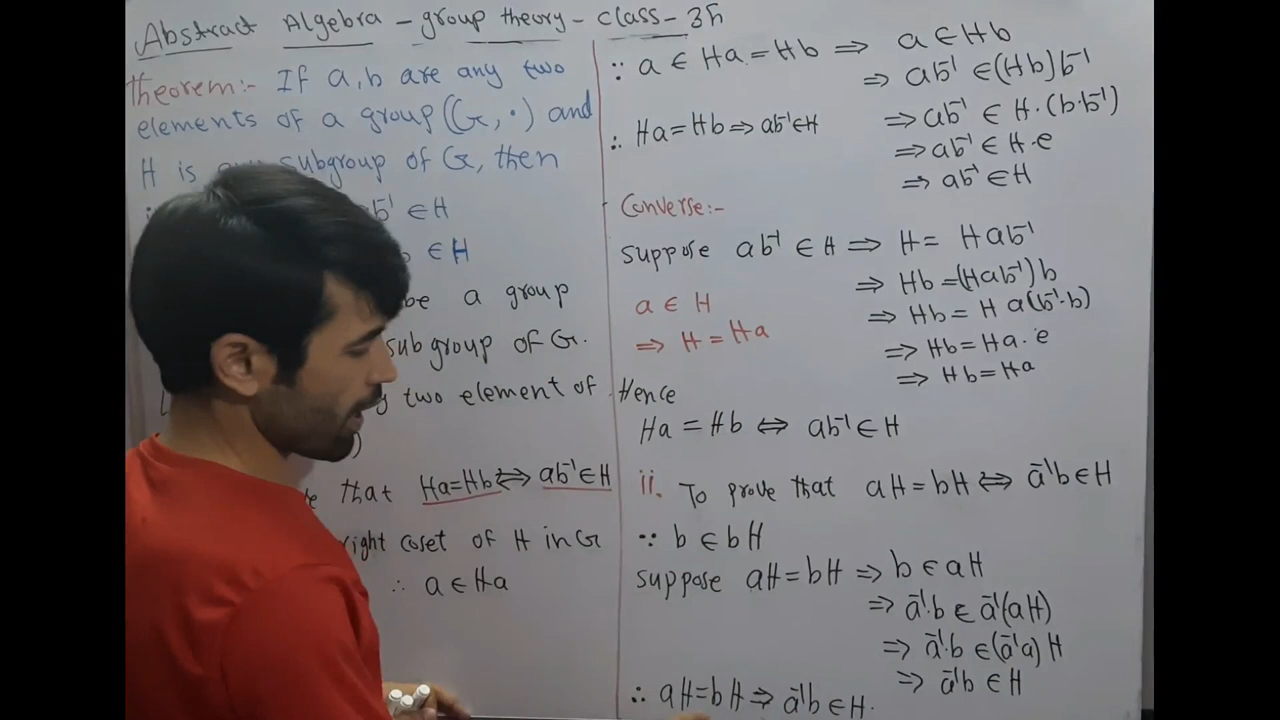 Abstract Algebra - group theory - class - 35
Theorem:- If a, b are any two
elements of a group (G, ·) and
H is subgroup of G, then
ab⁻¹ ∈ H
b ∈ H
be a group
subgroup of G.
two element of
that Ha=Hb ⇔ ab⁻¹∈H
right coset of H in G
∴ a ∈ Ha
∵ a ∈ Ha = Hb ⇒ a ∈ Hb
⇒ ab⁻¹ ∈ (Hb)b⁻¹
⇒ ab⁻¹ ∈ H·(b·b⁻¹)
∴ Ha = Hb ⇒ ab⁻¹∈H
⇒ ab⁻¹ ∈ H·e
⇒ ab⁻¹ ∈ H
Converse:-
suppose ab⁻¹ ∈ H ⇒ H = Hab⁻¹
⇒ Hb = (Hab⁻¹)b
a ∈ H
⇒ Hb = H a(b⁻¹·b)
⇒ H = Ha
⇒ Hb = Ha·e
⇒ Hb = Ha
Hence
Ha = Hb ⇔ ab⁻¹ ∈ H
ii. To prove that aH = bH ⇔ a⁻¹b ∈ H
∵ b ∈ bH
suppose aH = bH ⇒ b ∈ aH
⇒ a⁻¹·b ∈ a⁻¹(aH)
⇒ a⁻¹·b ∈ (a⁻¹a)H
⇒ a⁻¹b ∈ H
∴ aH = bH ⇒ a⁻¹b ∈ H.